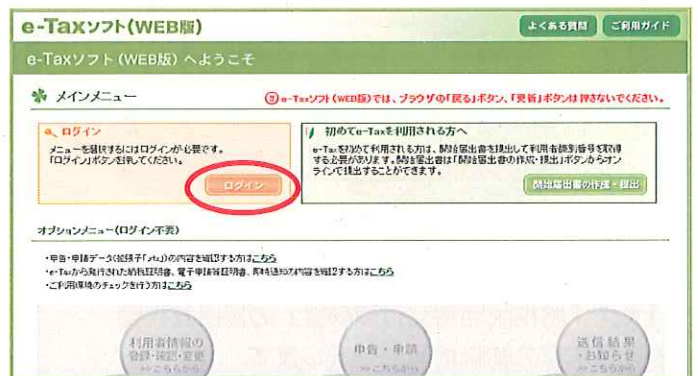 e-Taxソフト(WEB版)
よくある質問
ご利用ガイド
e-Taxソフト(WEB版)へようこそ
メインメニュー
e-Taxソフト(WEB版)では、ブラウザの「戻る」ボタン、「更新」ボタンは押さないでください。
ログイン
メニューを選択するにはログインが必要です。
「ログイン」ボタンを押してください。
ログイン
初めてe-Taxを利用される方へ
e-Taxを初めて利用される方は、開始届出書を提出して利用者識別番号を取得
する必要があります。開始届出書は「開始届出書の作成・提出」ボタンからオン
ラインで提出することができます。
開始届出書の作成・提出
オプションメニュー(ログイン不要)
・申告・申請データ(拡張子「.xtx」)の内容を確認する方はこちら
・e-Taxから発行された納税証明書、電子申請等証明書、即時通知の内容を確認する方はこちら
・ご利用環境のチェックを行う方はこちら
利用者情報の
登録・確認・変更
>>こちらから
申告・申請
>>こちらから
送信結果
・お知らせ
>>こちらから